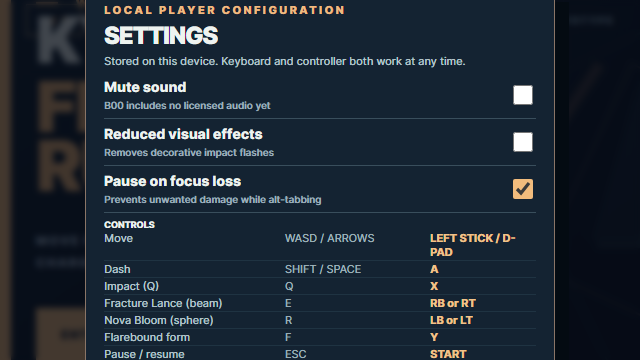 LOCAL PLAYER CONFIGURATION
SETTINGS
Stored on this device. Keyboard and controller both work at any time.
Mute sound
B00 includes no licensed audio yet
Reduced visual effects
Removes decorative impact flashes
Pause on focus loss
Prevents unwanted damage while alt-tabbing
CONTROLS
Move WASD / ARROWS LEFT STICK / D-
PAD
Dash SHIFT / SPACE A
Impact (Q) Q X
Fracture Lance (beam) E RB or RT
Nova Bloom (sphere) R LB or LT
Flarebound form F Y
Pause / resume ESC START